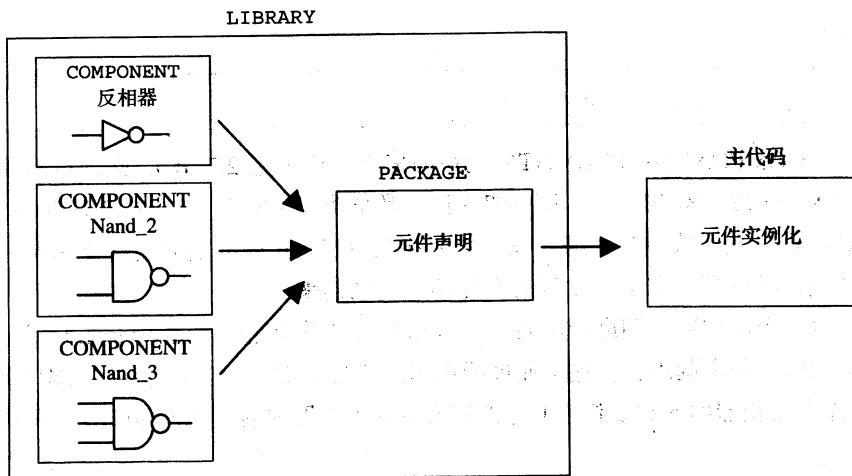 LIBRARY
COMPONENT
反相器
COMPONENT
Nand_2
COMPONENT
Nand_3
PACKAGE
元件声明
主代码
元件实例化